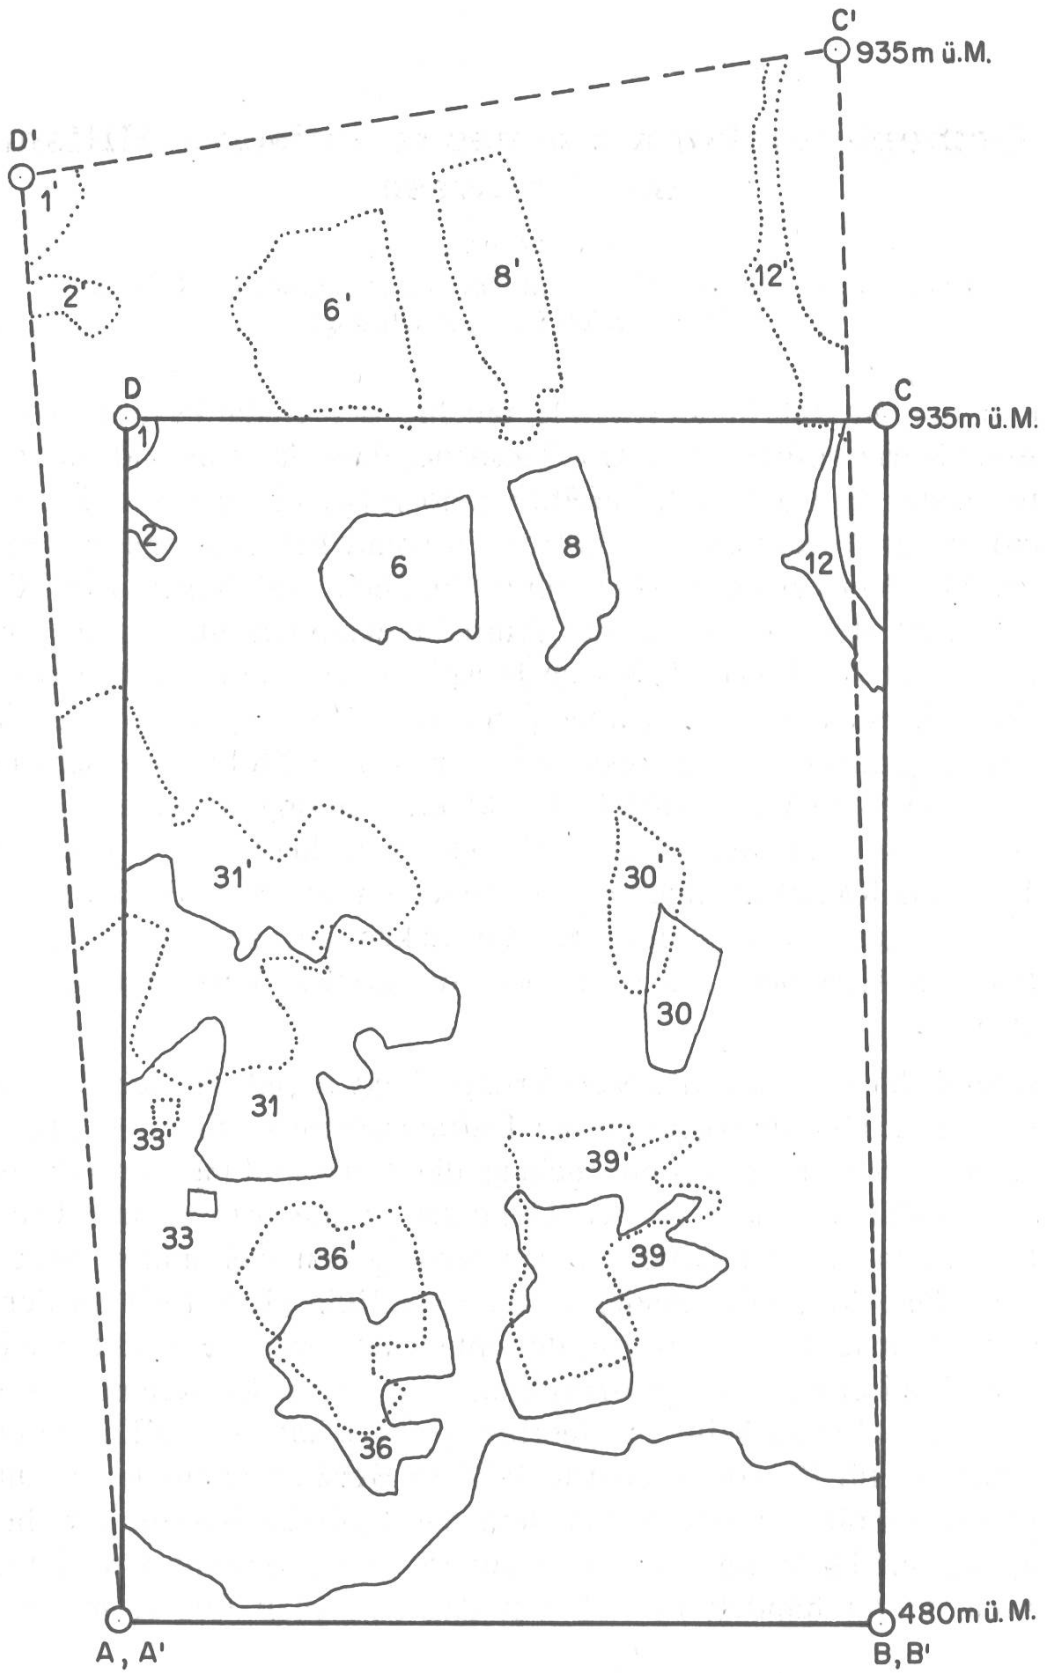 C'
935m ü.M.
D'
1'
2'
6'
8'
12'
D
C
935m ü.M.
1
2
6
8
12
31'
30'
30
31
33'
39'
33
36'
39
36
480m ü.M.
A, A'
B, B'